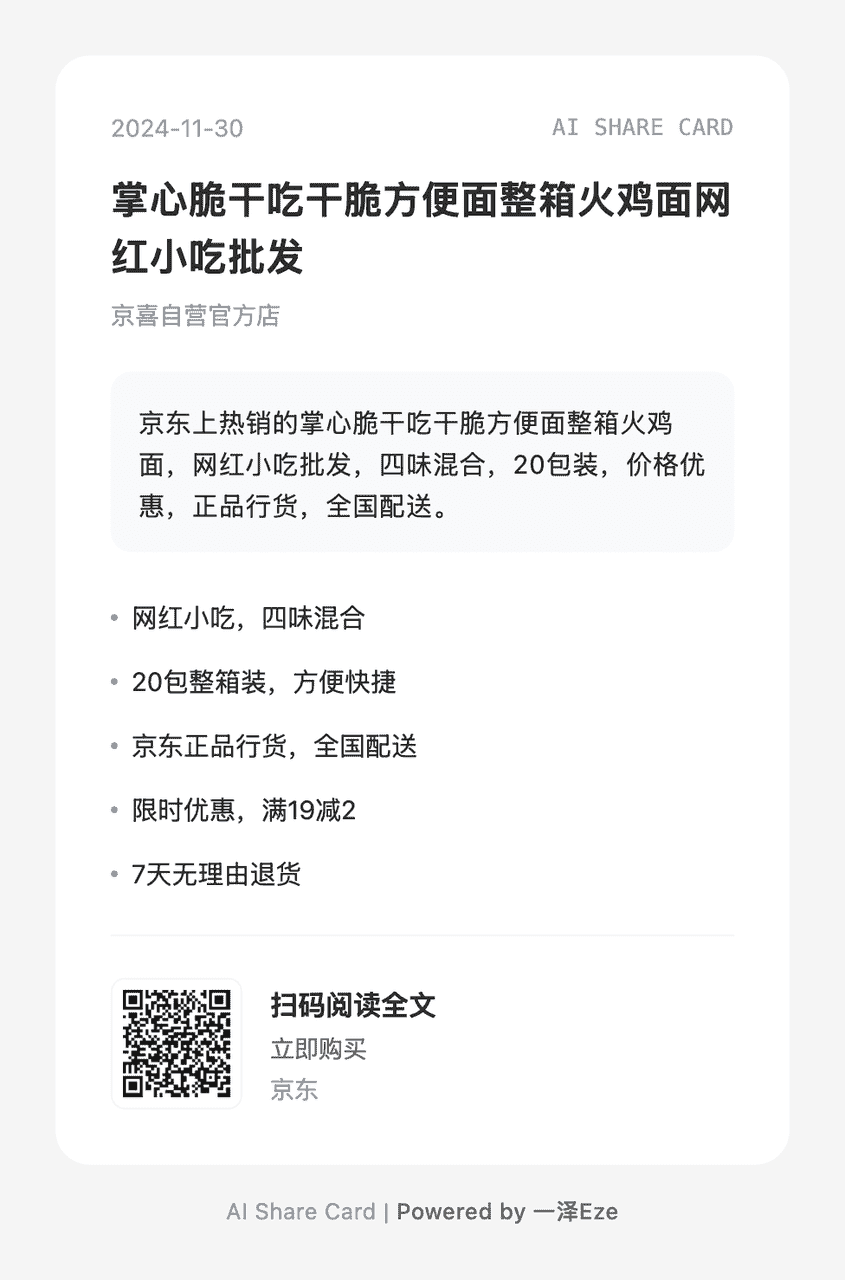 2024-11-30
AI SHARE CARD
掌心脆干吃干脆方便面整箱火鸡面网
红小吃批发
京喜自营官方店
京东上热销的掌心脆干吃干脆方便面整箱火鸡
面，网红小吃批发，四味混合，20包装，价格优
惠，正品行货，全国配送。
• 网红小吃，四味混合
• 20包整箱装，方便快捷
• 京东正品行货，全国配送
• 限时优惠，满19减2
• 7天无理由退货
扫码阅读全文
立即购买
京东
AI Share Card | Powered by 一泽Eze